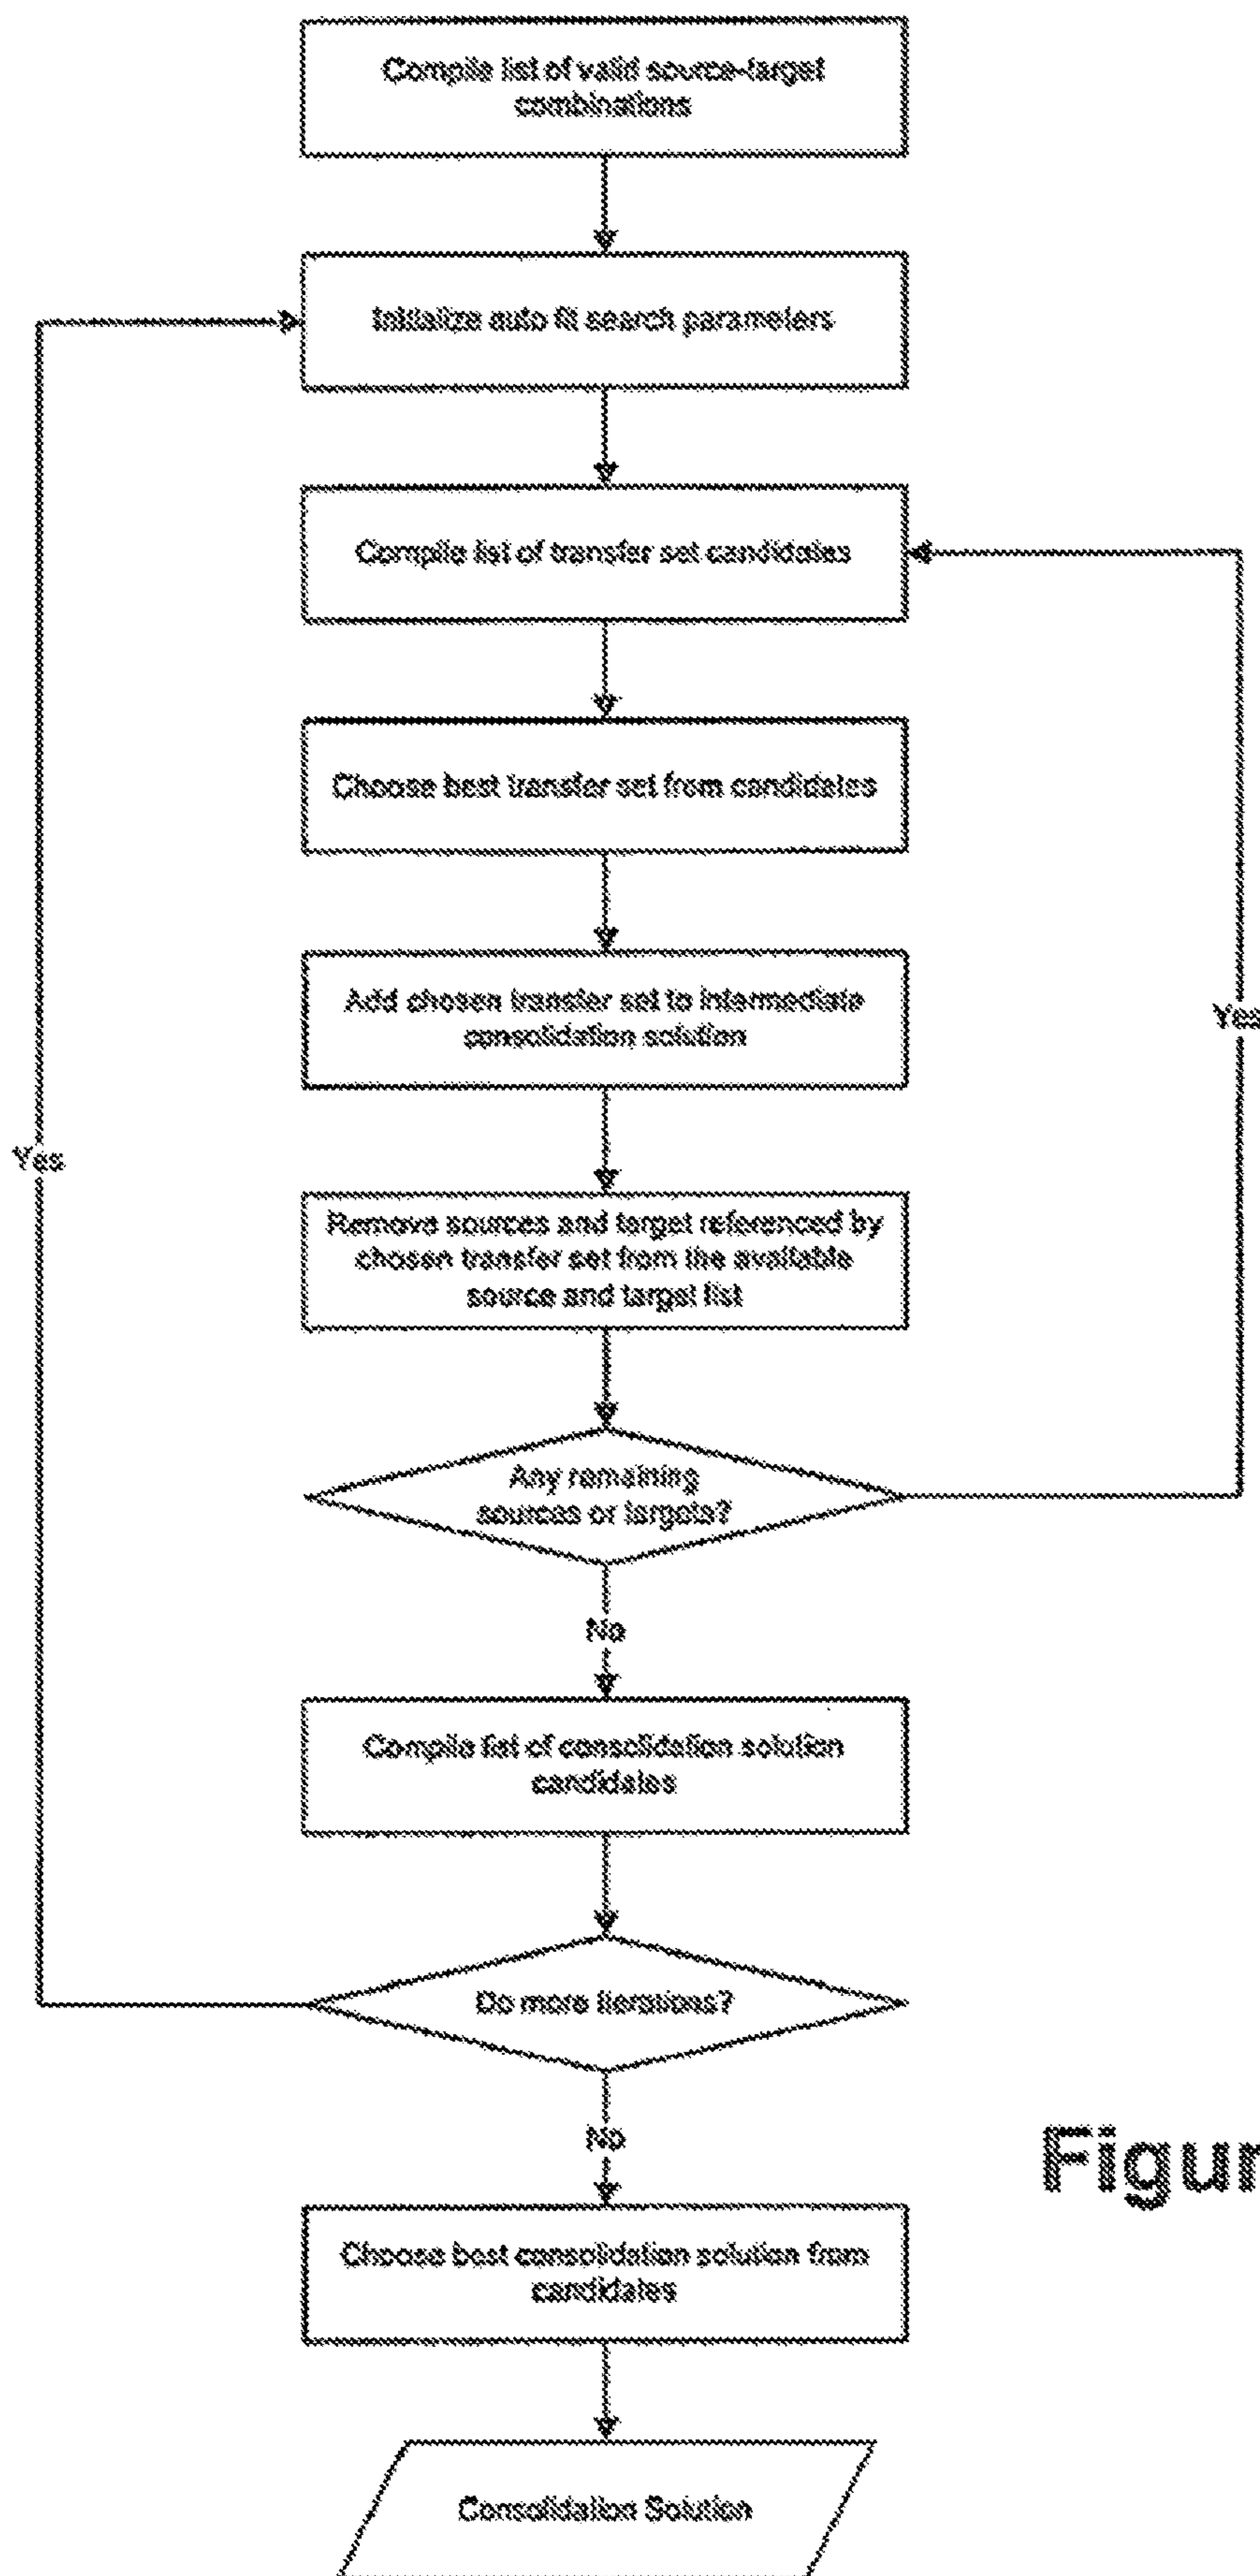 Compile list of valid source-target
combinations
Initialize auto fit search parameters
Compile list of transfer set candidates
Choose best transfer set from candidates
Add chosen transfer set to intermediate
consolidation solution
Yes
Yes
Remove sources and target referenced by
chosen transfer set from the available
source and target list
Any remaining
sources or targets?
No
Compile list of consolidation solution
candidates
Do more iterations?
No
Figur
Choose best consolidation solution from
candidates
Consolidation Solution